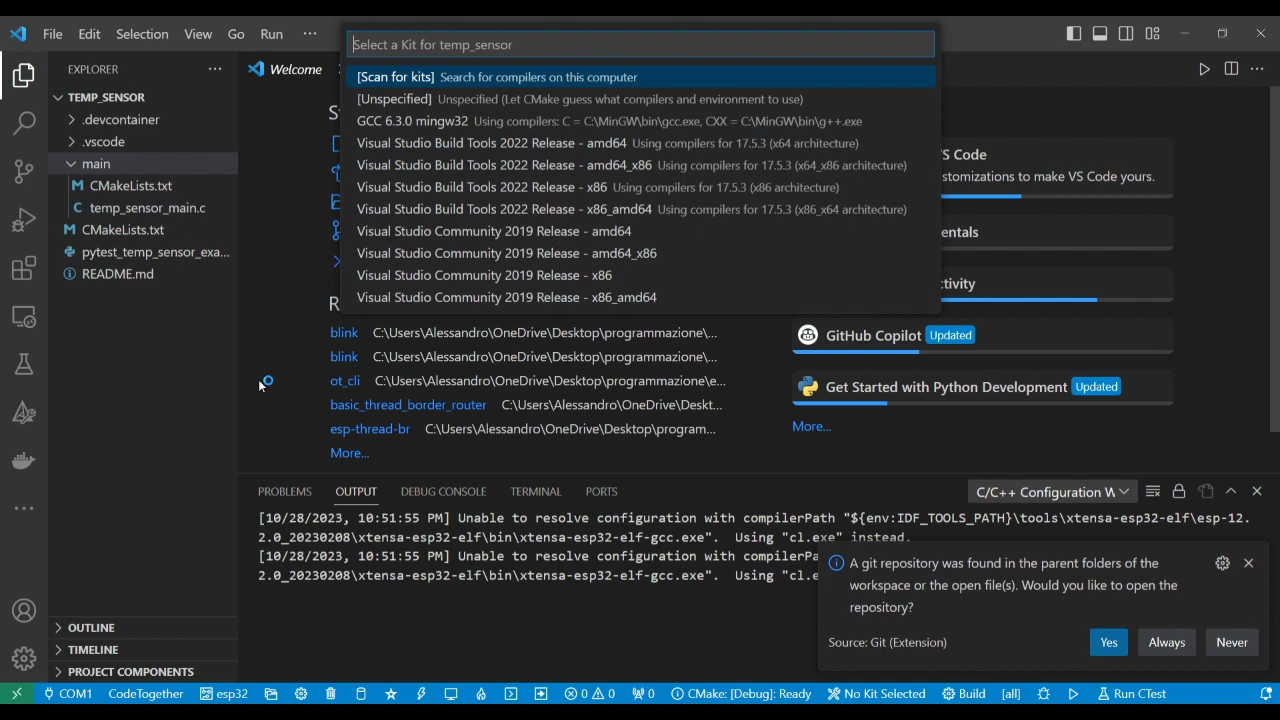 File Edit Selection View Go Run ···
Select a Kit for temp_sensor
[Scan for kits] Search for compilers on this computer
[Unspecified] Unspecified (Let CMake guess what compilers and environment to use)
GCC 6.3.0 mingw32 Using compilers: C = C:\MinGW\bin\gcc.exe, CXX = C:\MinGW\bin\g++.exe
Visual Studio Build Tools 2022 Release - amd64 Using compilers for 17.5.3 (x64 architecture)
Visual Studio Build Tools 2022 Release - amd64_x86 Using compilers for 17.5.3 (x64_x86 architecture)
Visual Studio Build Tools 2022 Release - x86 Using compilers for 17.5.3 (x86 architecture)
Visual Studio Build Tools 2022 Release - x86_amd64 Using compilers for 17.5.3 (x86_x64 architecture)
Visual Studio Community 2019 Release - amd64
Visual Studio Community 2019 Release - amd64_x86
Visual Studio Community 2019 Release - x86
Visual Studio Community 2019 Release - x86_amd64
EXPLORER ···
TEMP_SENSOR
.devcontainer
.vscode
main
M CMakeLists.txt
C temp_sensor_main.c
M CMakeLists.txt
pytest_temp_sensor_exa...
README.md
OUTLINE
TIMELINE
PROJECT COMPONENTS
Welcome
St
R
blink C:\Users\Alessandro\OneDrive\Desktop\programmazione\...
blink C:\Users\Alessandro\OneDrive\Desktop\programmazione\...
ot_cli C:\Users\Alessandro\OneDrive\Desktop\programmazione\e...
basic_thread_border_router C:\Users\Alessandro\OneDrive\Deskt...
esp-thread-br C:\Users\Alessandro\OneDrive\Desktop\program...
More...
'S Code
stomizations to make VS Code yours.
entals
ctivity
GitHub Copilot Updated
Get Started with Python Development Updated
More...
PROBLEMS OUTPUT DEBUG CONSOLE TERMINAL PORTS
C/C++ Configuration W
[10/28/2023, 10:51:55 PM] Unable to resolve configuration with compilerPath "${env:IDF_TOOLS_PATH}\tools\xtensa-esp32-elf\esp-12.
2.0_20230208\xtensa-esp32-elf\bin\xtensa-esp32-elf-gcc.exe". Using "cl.exe" instead.
[10/28/2023, 10:51:55 PM] Unable to resolve configuration with compilerPa
2.0_20230208\xtensa-esp32-elf\bin\xtensa-esp32-elf-gcc.exe". Using "cl.e
A git repository was found in the parent folders of the
workspace or the open file(s). Would you like to open the
repository?
Source: Git (Extension)
Yes Always Never
COM1 CodeTogether esp32 0 0 0 CMake: [Debug]: Ready No Kit Selected Build [all] Run CTest